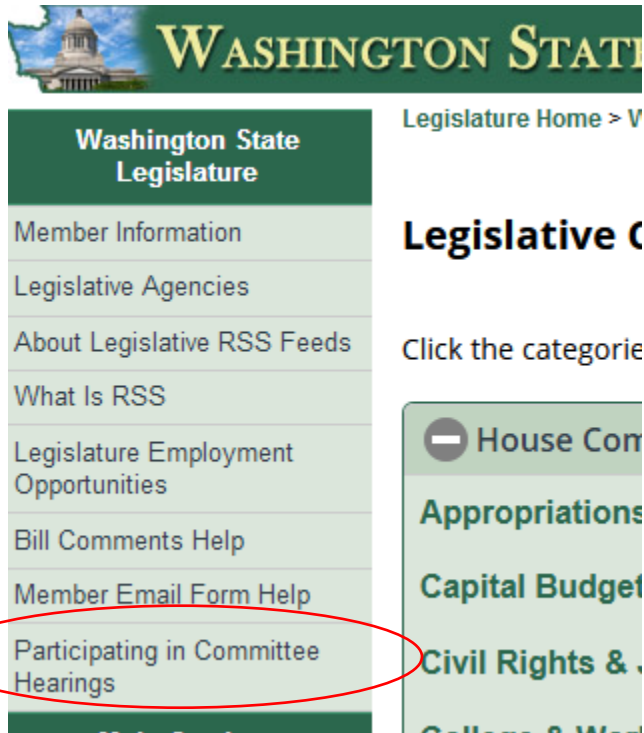 WASHINGTON STATE
Washington State
Legislature
Member Information
Legislative Agencies
About Legislative RSS Feeds
What Is RSS
Legislature Employment
Opportunities
Bill Comments Help
Member Email Form Help
Participating in Committee
Hearings
Legislature Home >
Legislative
Click the categorie
House Com
Appropriations
Capital Budget
Civil Rights &
College &